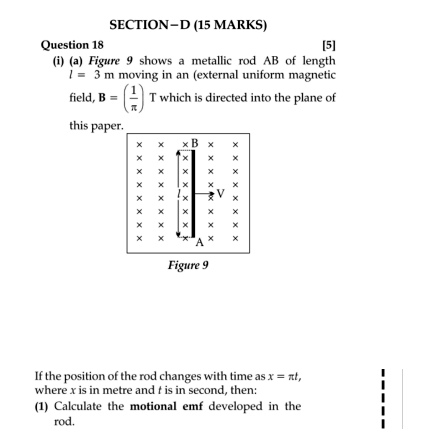 SECTION–D (15 MARKS)
Question 18 [5]
(i) (a) Figure 9 shows a metallic rod AB of length
l = 3 m moving in an (external uniform magnetic
field, B = (1/π) T which is directed into the plane of
this paper.
× × × B × ×
× × × × ×
× × × × ×
× × × × ×
× × l × × V ×
× × × × ×
× × × × ×
× × × A × ×
Figure 9
If the position of the rod changes with time as x = πt,
where x is in metre and t is in second, then:
(1) Calculate the motional emf developed in the
rod.